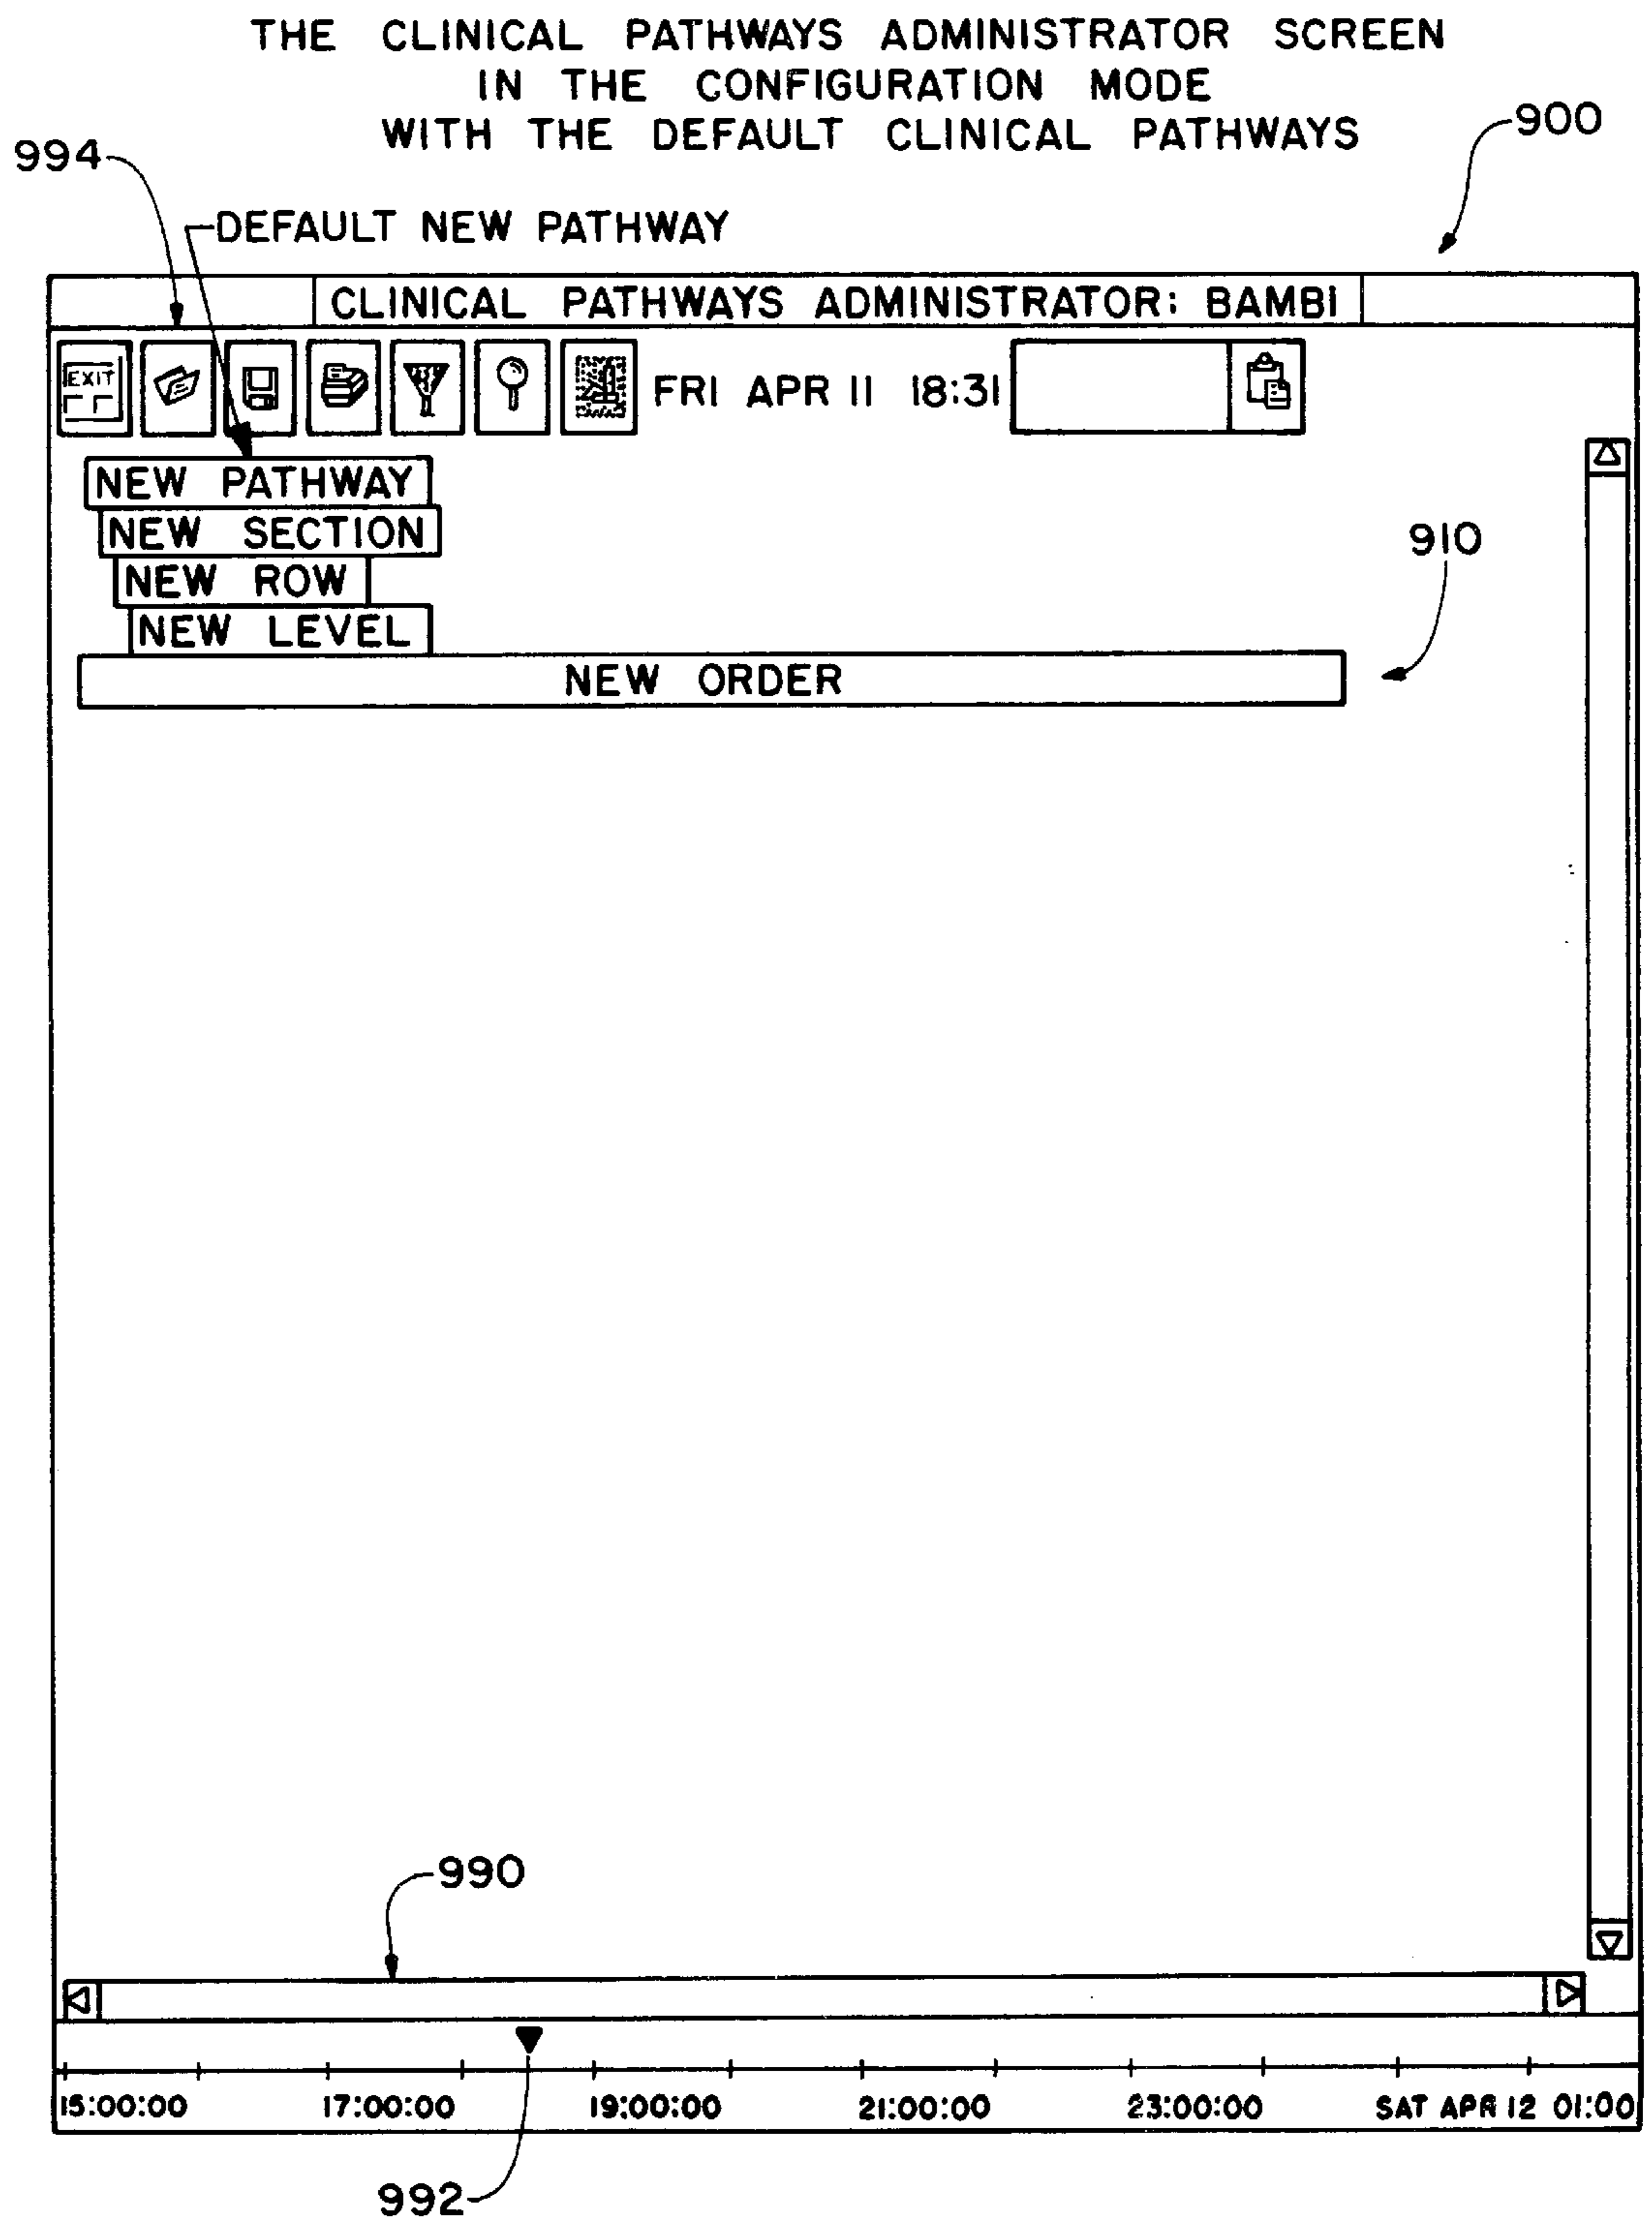 THE CLINICAL PATHWAYS ADMINISTRATOR SCREEN
IN THE CONFIGURATION MODE
WITH THE DEFAULT CLINICAL PATHWAYS
900
994
DEFAULT NEW PATHWAY
CLINICAL PATHWAYS ADMINISTRATOR: BAMBI
EXIT
FRI APR 11 18:31
NEW PATHWAY
NEW SECTION
910
NEW ROW
NEW LEVEL
NEW ORDER
990
15:00:00 17:00:00 19:00:00 21:00:00 23:00:00 SAT APR 12 01:00
992